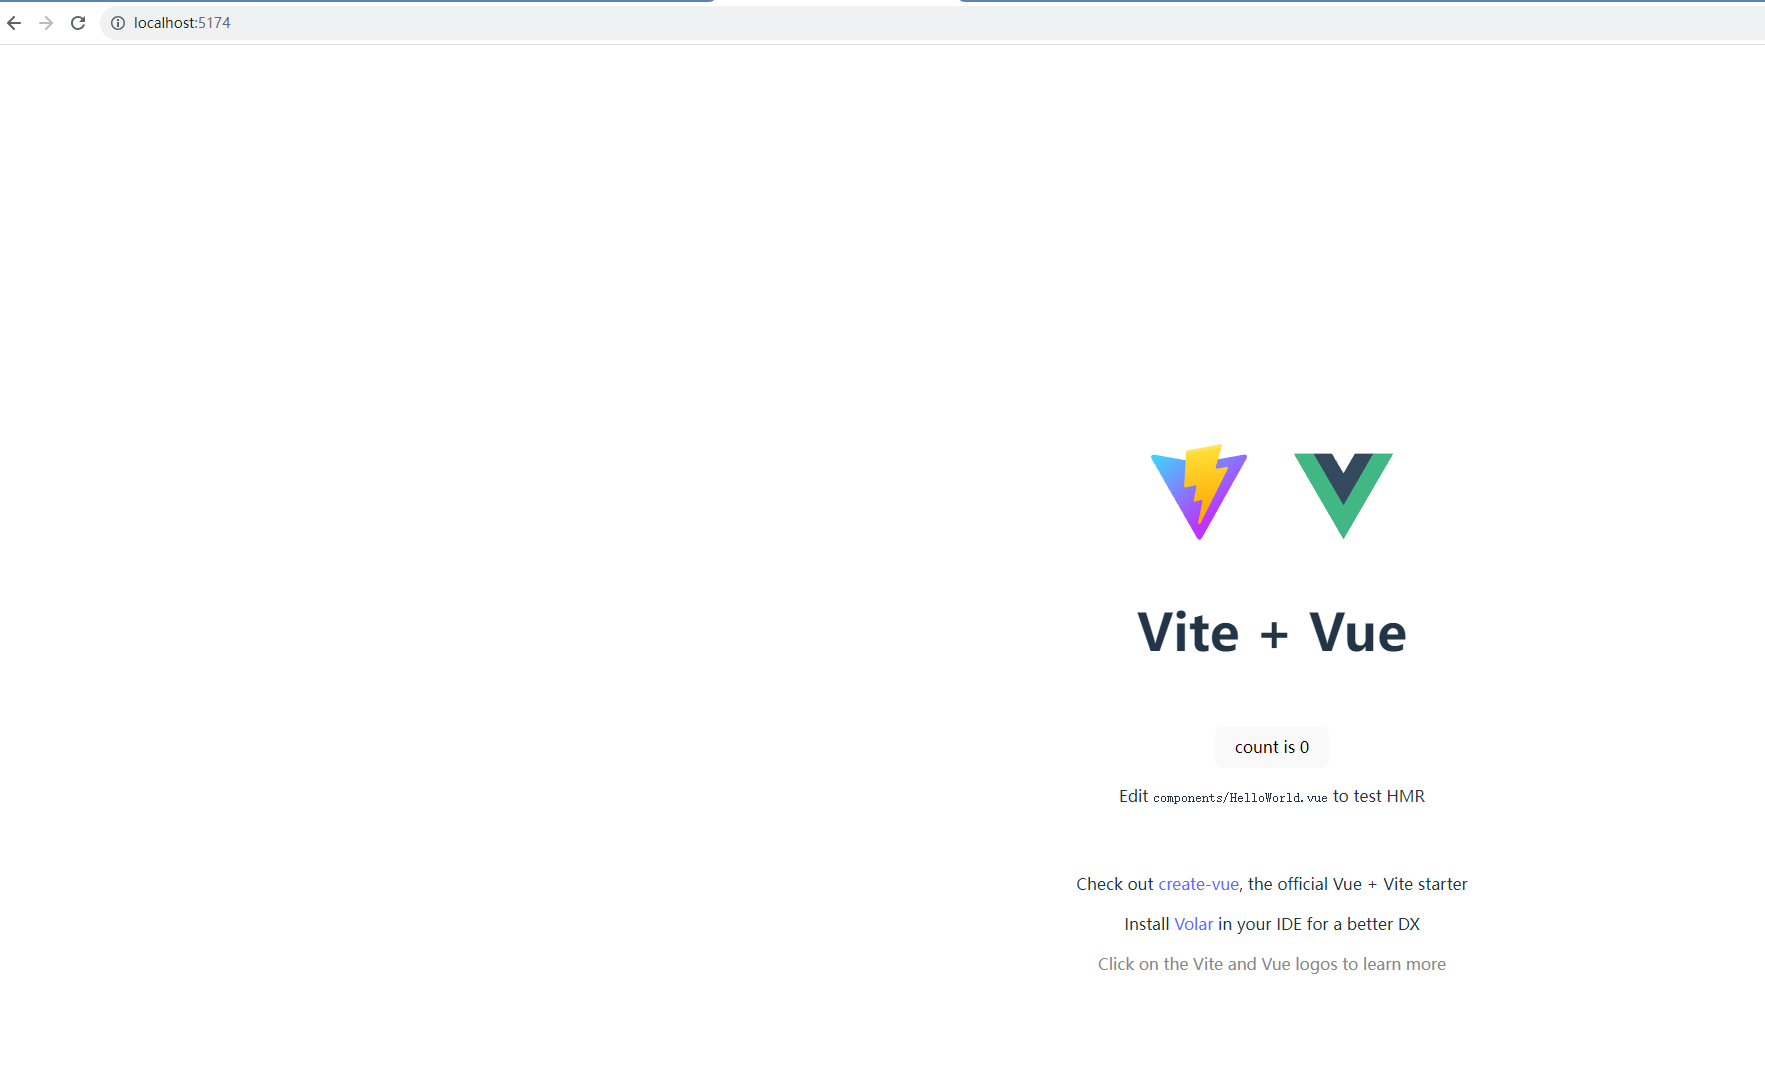 localhost:5174
Vite + Vue
count is 0
Edit components/HelloWorld.vue to test HMR
Check out create-vue, the official Vue + Vite starter
Install Volar in your IDE for a better DX
Click on the Vite and Vue logos to learn more